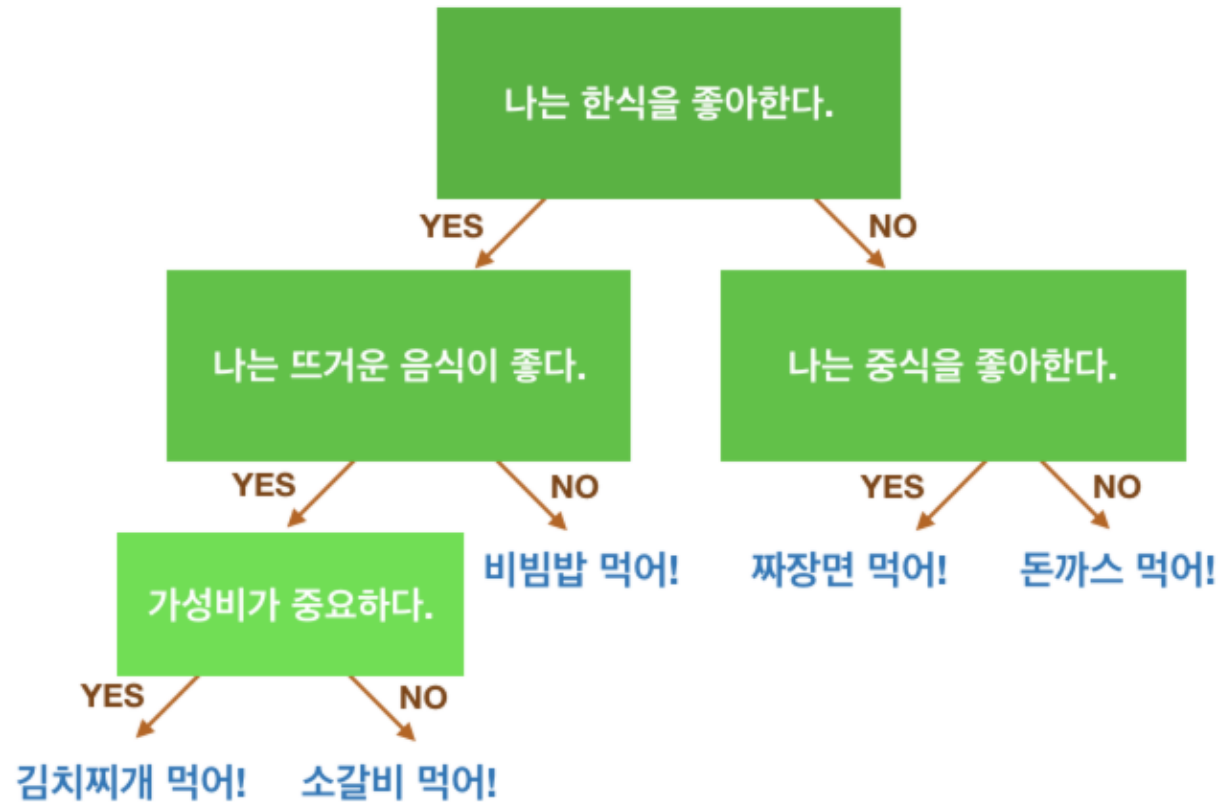 나는 한식을 좋아한다.
YES
NO
나는 뜨거운 음식이 좋다.
나는 중식을 좋아한다.
YES
NO
YES
NO
비빔밥 먹어!
짜장면 먹어!
돈까스 먹어!
가성비가 중요하다.
YES
NO
김치찌개 먹어!
소갈비 먹어!